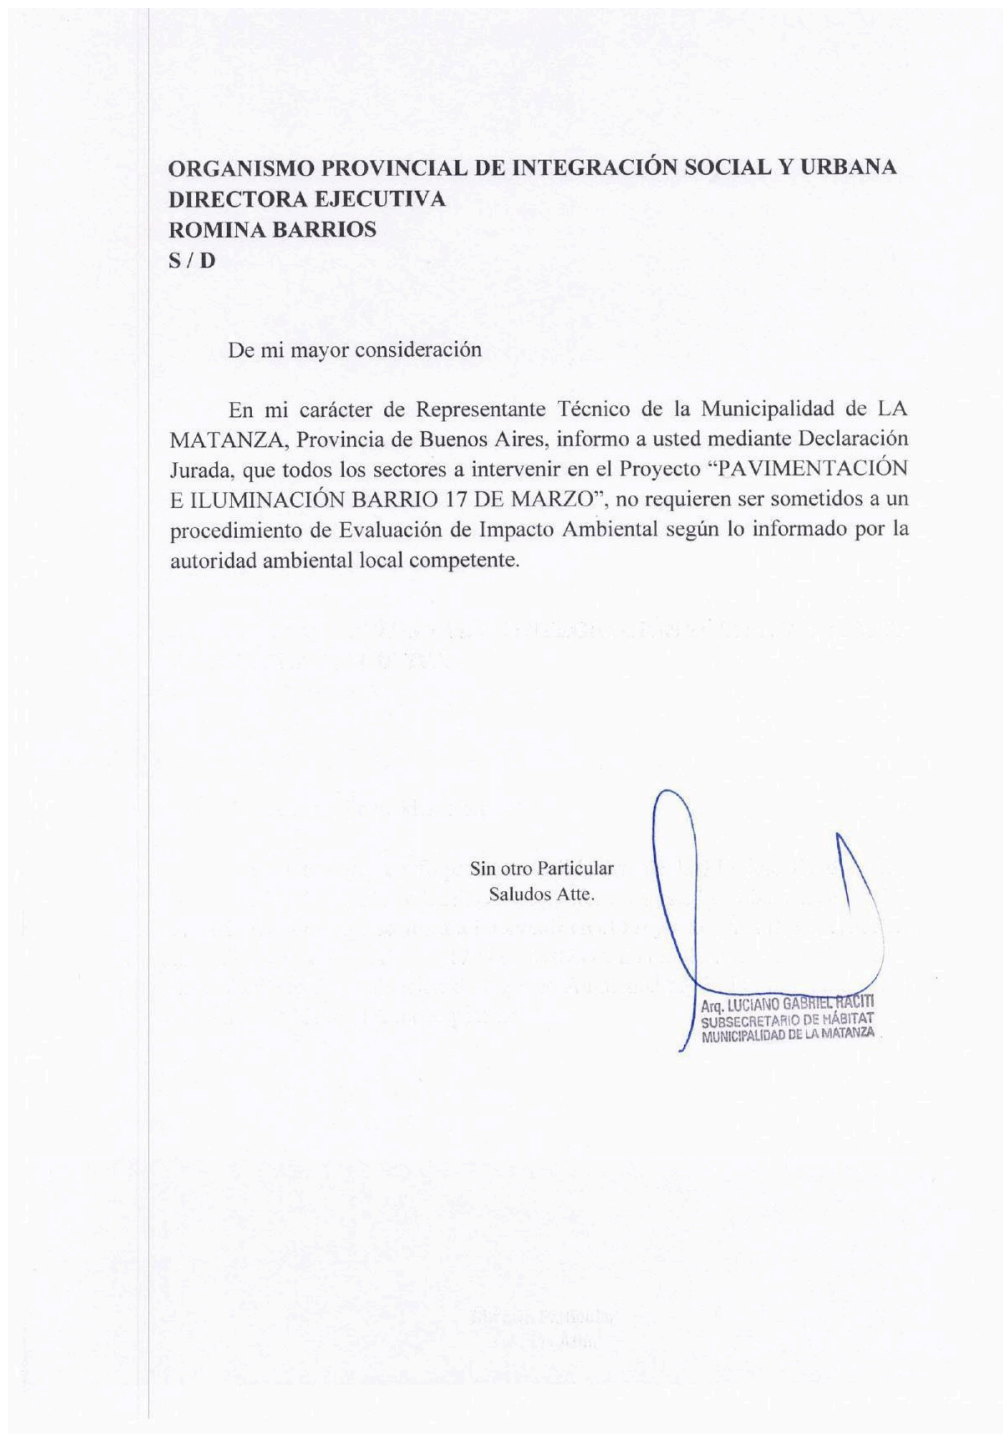 ORGANISMO PROVINCIAL DE INTEGRACIÓN SOCIAL Y URBANA
DIRECTORA EJECUTIVA
ROMINA BARRIOS
S / D
De mi mayor consideración
En mi carácter de Representante Técnico de la Municipalidad de LA
MATANZA, Provincia de Buenos Aires, informo a usted mediante Declaración
Jurada, que todos los sectores a intervenir en el Proyecto “PAVIMENTACIÓN
E ILUMINACIÓN BARRIO 17 DE MARZO”, no requieren ser sometidos a un
procedimiento de Evaluación de Impacto Ambiental según lo informado por la
autoridad ambiental local competente.
Sin otro Particular
Saludos Atte.
Arq. LUCIANO GABRIEL RACITI
SUBSECRETARIO DE HÁBITAT
MUNICIPALIDAD DE LA MATANZA